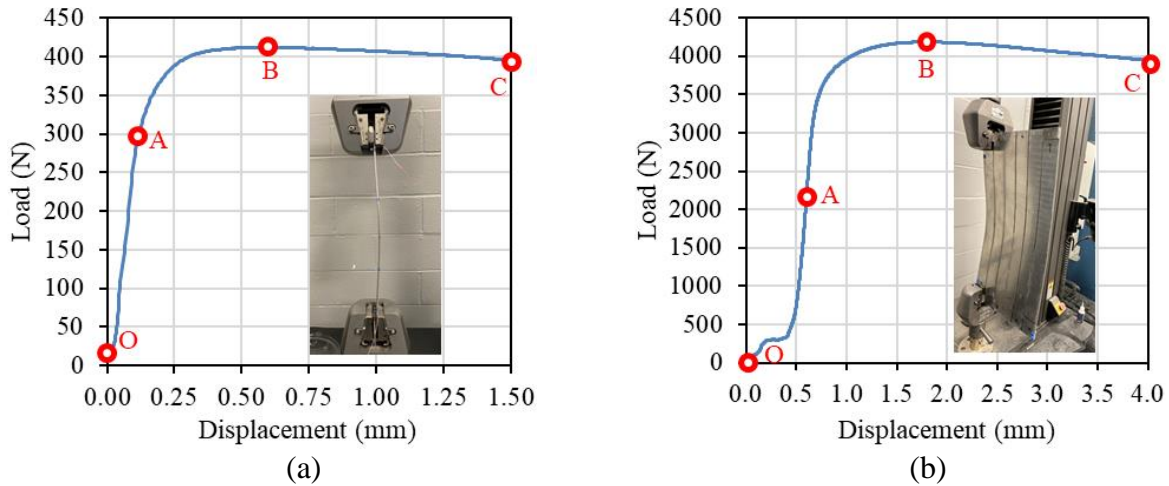 450
400
350
300
250
200
150
100
50
0
Load (N)
O
A
B
C
0.00 0.25 0.50 0.75 1.00 1.25 1.50
Displacement (mm)
(a)
4500
4000
3500
3000
2500
2000
1500
1000
500
0
Load (N)
O
A
B
C
0.0 0.5 1.0 1.5 2.0 2.5 3.0 3.5 4.0
Displacement (mm)
(b)